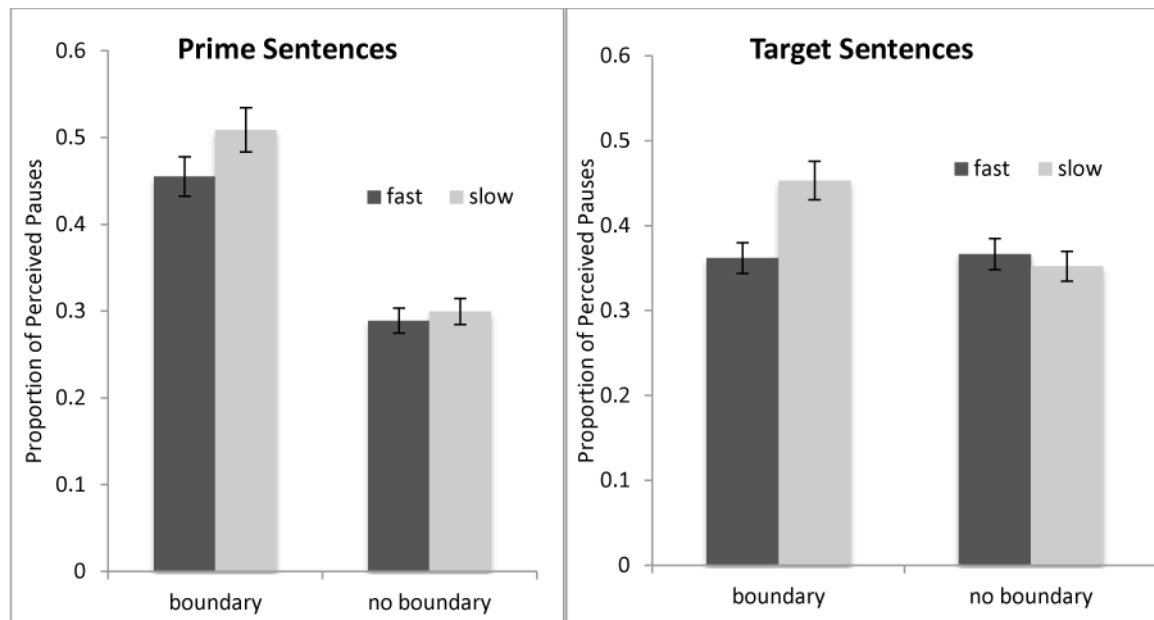 Prime Sentences
Proportion of Perceived Pauses
0.6
0.5
0.4
0.3
0.2
0.1
0
fast slow
boundary no boundary
Target Sentences
Proportion of Perceived Pauses
0.6
0.5
0.4
0.3
0.2
0.1
0
fast slow
boundary no boundary